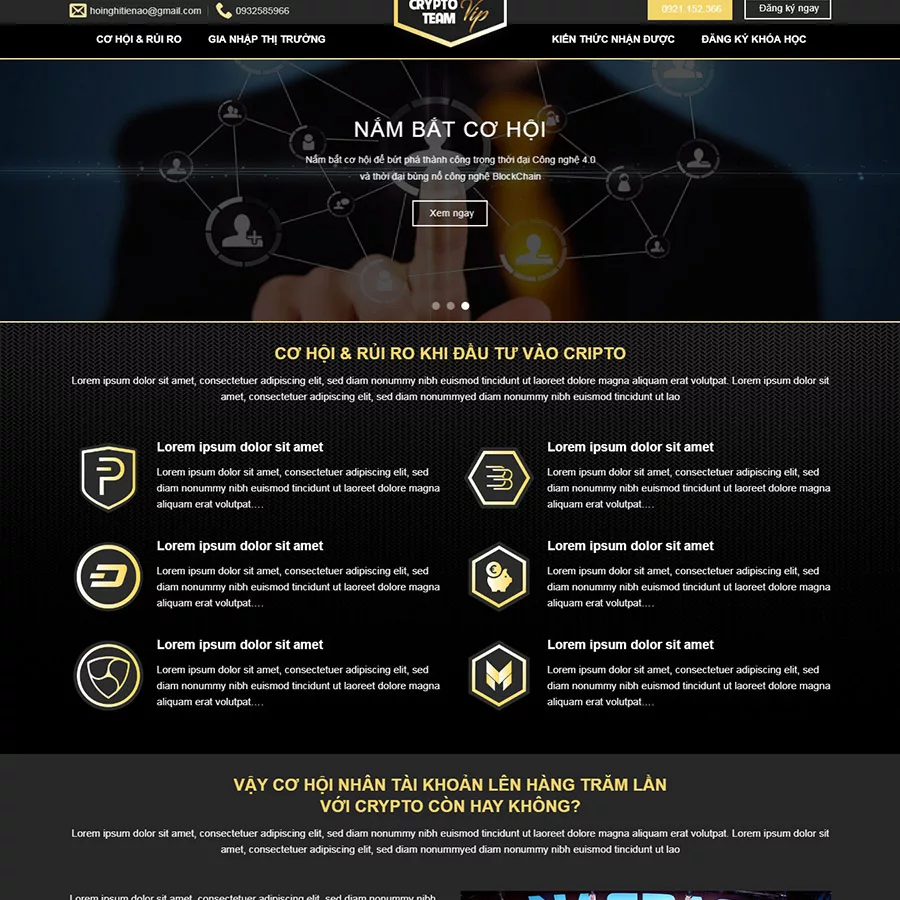 hoinghitienao@gmail.com
0932585966
CRYPTO
TEAM Vip
0921.152.366
Đăng ký ngay
CƠ HỘI & RỦI RO
GIA NHẬP THỊ TRƯỜNG
KIẾN THỨC NHẬN ĐƯỢC
ĐĂNG KÝ KHÓA HỌC
NẮM BẮT CƠ HỘI
Nắm bắt cơ hội để bứt phá thành công trong thời đại Công nghệ 4.0
và thời đại bùng nổ công nghệ BlockChain
Xem ngay
CƠ HỘI & RỦI RO KHI ĐẦU TƯ VÀO CRIPTO
Lorem ipsum dolor sit amet, consectetuer adipiscing elit, sed diam nonummy nibh euismod tincidunt ut laoreet dolore magna aliquam erat volutpat. Lorem ipsum dolor sit
amet, consectetuer adipiscing elit, sed diam nonummyed diam nonummy nibh euismod tincidunt ut lao
Lorem ipsum dolor sit amet
Lorem ipsum dolor sit amet, consectetuer adipiscing elit, sed
diam nonummy nibh euismod tincidunt ut laoreet dolore magna
aliquam erat volutpat....
Lorem ipsum dolor sit amet
Lorem ipsum dolor sit amet, consectetuer adipiscing elit, sed
diam nonummy nibh euismod tincidunt ut laoreet dolore magna
aliquam erat volutpat....
Lorem ipsum dolor sit amet
Lorem ipsum dolor sit amet, consectetuer adipiscing elit, sed
diam nonummy nibh euismod tincidunt ut laoreet dolore magna
aliquam erat volutpat....
Lorem ipsum dolor sit amet
Lorem ipsum dolor sit amet, consectetuer adipiscing elit, sed
diam nonummy nibh euismod tincidunt ut laoreet dolore magna
aliquam erat volutpat....
Lorem ipsum dolor sit amet
Lorem ipsum dolor sit amet, consectetuer adipiscing elit, sed
diam nonummy nibh euismod tincidunt ut laoreet dolore magna
aliquam erat volutpat....
Lorem ipsum dolor sit amet
Lorem ipsum dolor sit amet, consectetuer adipiscing elit, sed
diam nonummy nibh euismod tincidunt ut laoreet dolore magna
aliquam erat volutpat....
VẬY CƠ HỘI NHÂN TÀI KHOẢN LÊN HÀNG TRĂM LẦN
VỚI CRYPTO CÒN HAY KHÔNG?
Lorem ipsum dolor sit amet, consectetuer adipiscing elit, sed diam nonummy nibh euismod tincidunt ut laoreet dolore magna aliquam erat volutpat. Lorem ipsum dolor sit
amet, consectetuer adipiscing elit, sed diam nonummyed diam nonummy nibh euismod tincidunt ut lao
Lorem ipsum dolor sit amet, consectetuer adipiscing elit, sed diam nonummy nibh